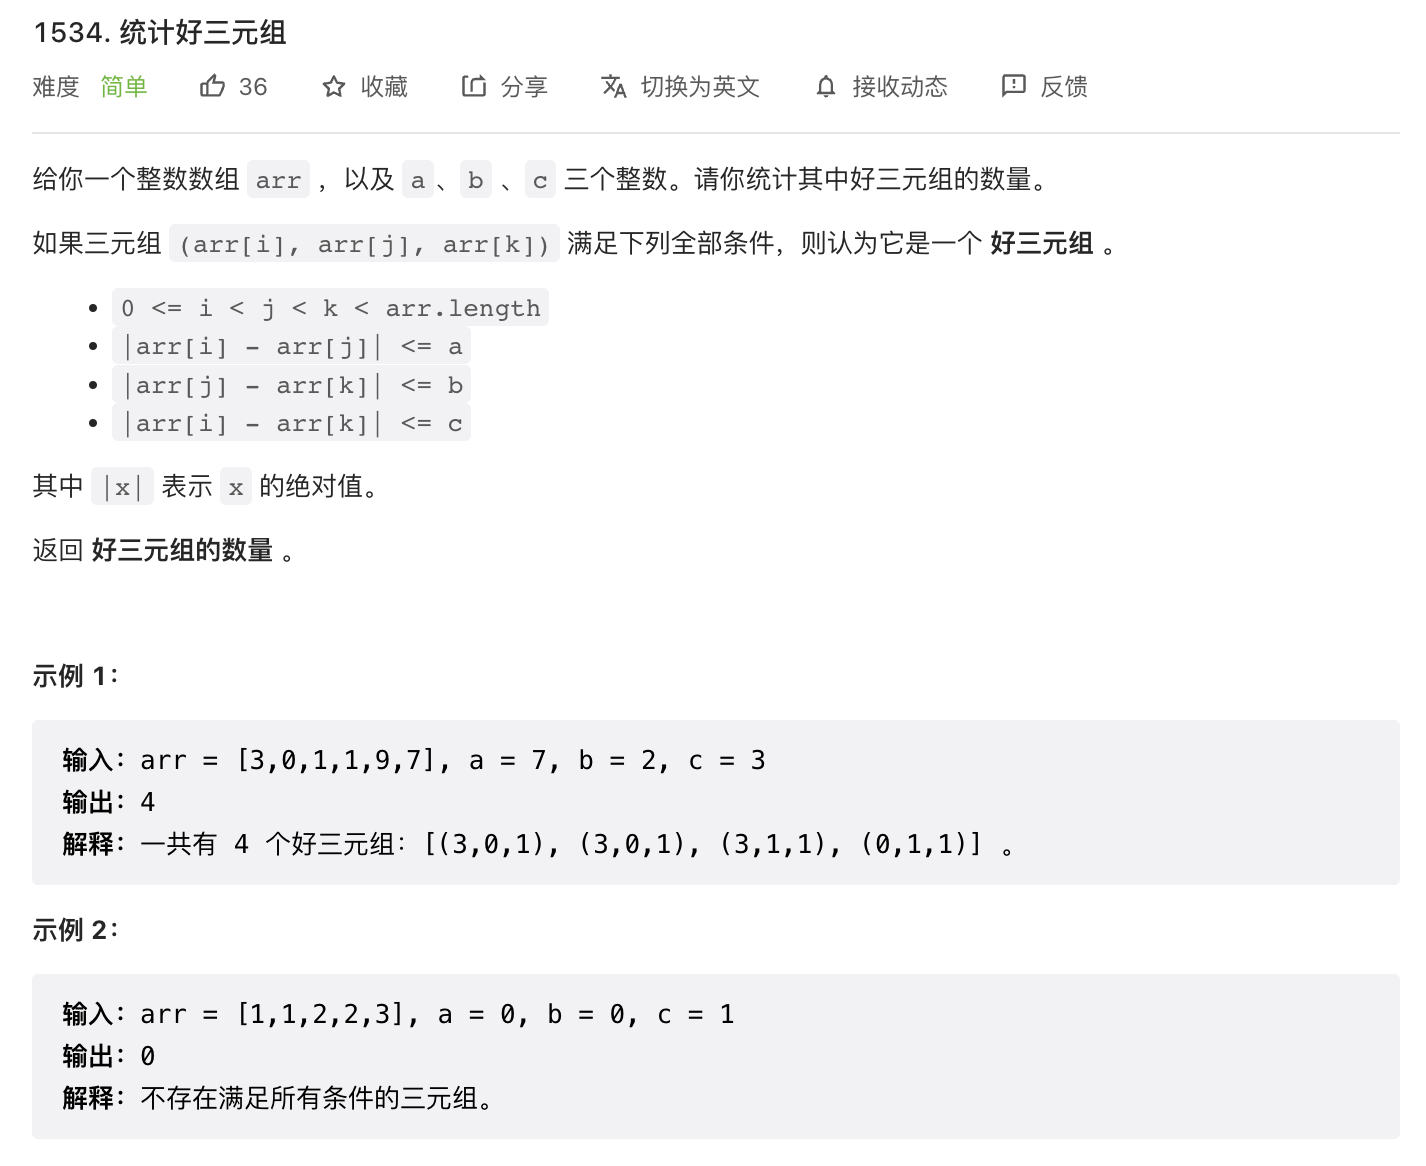 1534. 统计好三元组
难度 简单 36 收藏 分享 切换为英文 接收动态 反馈
给你一个整数数组 arr ，以及 a、b 、c 三个整数。请你统计其中好三元组的数量。
如果三元组 (arr[i], arr[j], arr[k]) 满足下列全部条件，则认为它是一个 好三元组 。
• 0 <= i < j < k < arr.length
• |arr[i] - arr[j]| <= a
• |arr[j] - arr[k]| <= b
• |arr[i] - arr[k]| <= c
其中 |x| 表示 x 的绝对值。
返回 好三元组的数量 。
示例 1：
输入：arr = [3,0,1,1,9,7], a = 7, b = 2, c = 3
输出：4
解释：一共有 4 个好三元组：[(3,0,1), (3,0,1), (3,1,1), (0,1,1)] 。
示例 2：
输入：arr = [1,1,2,2,3], a = 0, b = 0, c = 1
输出：0
解释：不存在满足所有条件的三元组。